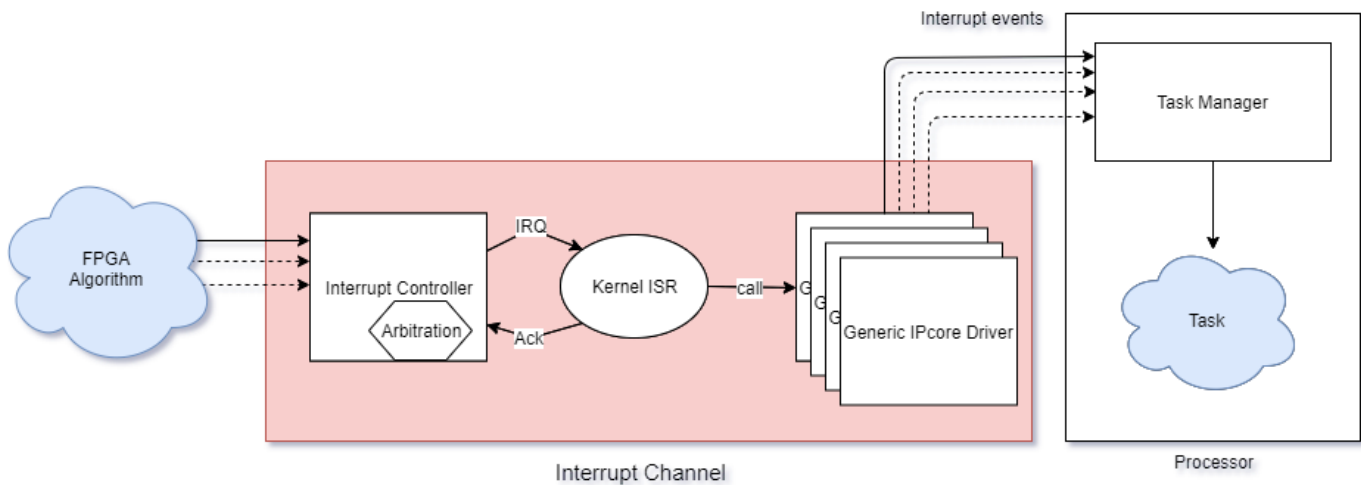 Interrupt events
Task Manager
FPGA
Algorithm
IRQ
Interrupt Controller
Arbitration
Kernel ISR
Ack
call
G
G
G
Generic IPcore Driver
Task
Processor
Interrupt Channel